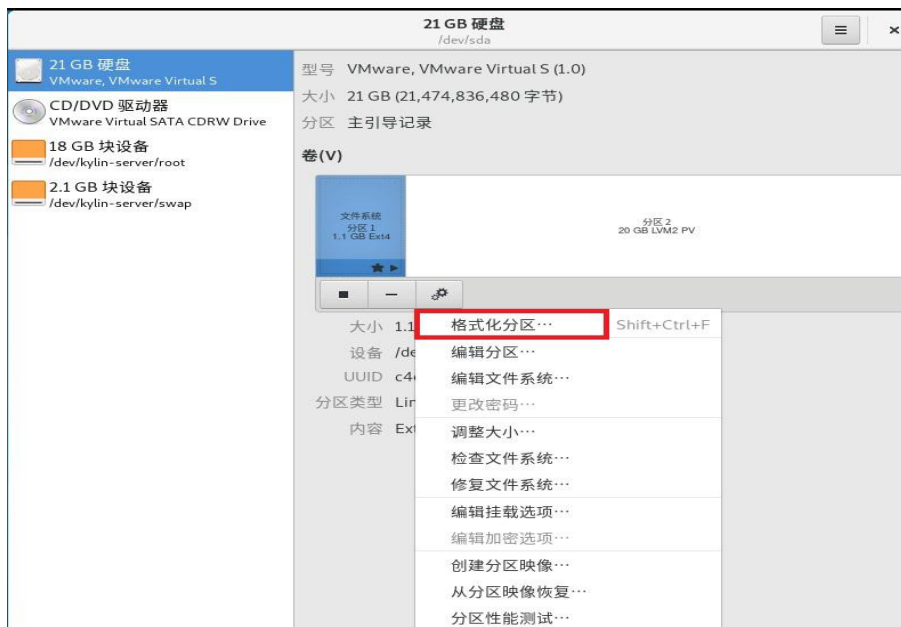 21 GB 硬盘
/dev/sda
21 GB 硬盘
VMware, VMware Virtual S
CD/DVD 驱动器
VMware Virtual SATA CDRW Drive
18 GB 块设备
/dev/kylin-server/root
2.1 GB 块设备
/dev/kylin-server/swap
型号 VMware, VMware Virtual S (1.0)
大小 21 GB (21,474,836,480 字节)
分区 主引导记录
卷(V)
文件系统
分区 1
1.1 GB Ext4
分区 2
20 GB LVM2 PV
大小 1.1
设备 /de
UUID c4
分区类型 Lin
内容 Ext
格式化分区… Shift+Ctrl+F
编辑分区…
编辑文件系统…
更改密码…
调整大小…
检查文件系统…
修复文件系统…
编辑挂载选项…
编辑加密选项…
创建分区映像…
从分区映像恢复…
分区性能测试…